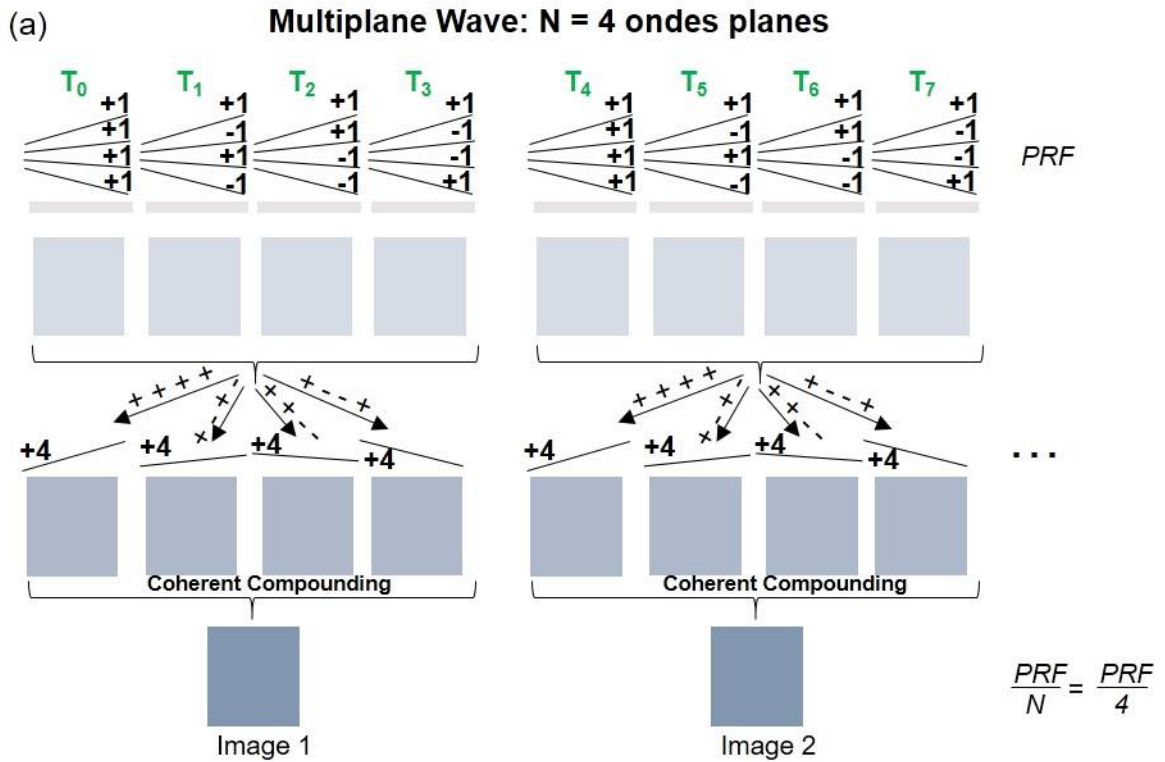 (a) Multiplane Wave: N = 4 ondes planes
T0 T1 T2 T3 T4 T5 T6 T7
+1 +1 +1 +1 +1 +1 +1 +1
+1 -1 +1 -1 +1 -1 +1 -1
+1 +1 -1 -1 +1 +1 -1 -1 PRF
+1 -1 -1 +1 +1 -1 -1 +1
+ + + + + - + - + + - - + - - + + + + + + - + - + + - - + - - +
+4 +4 +4 +4 +4 +4 +4 +4 ...
Coherent Compounding Coherent Compounding
PRF/N = PRF/4
Image 1 Image 2